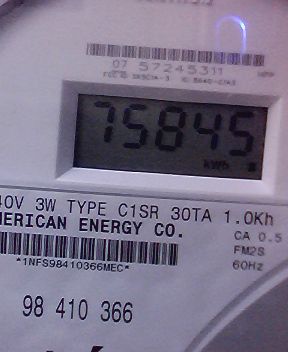 07 57245311
75845
kWh
40V 3W TYPE C1SR 30TA 1.0Kh
MERICAN ENERGY CO.
CA 0.5
FM2S
*1NFS98410366MEC*
60Hz
98 410 366